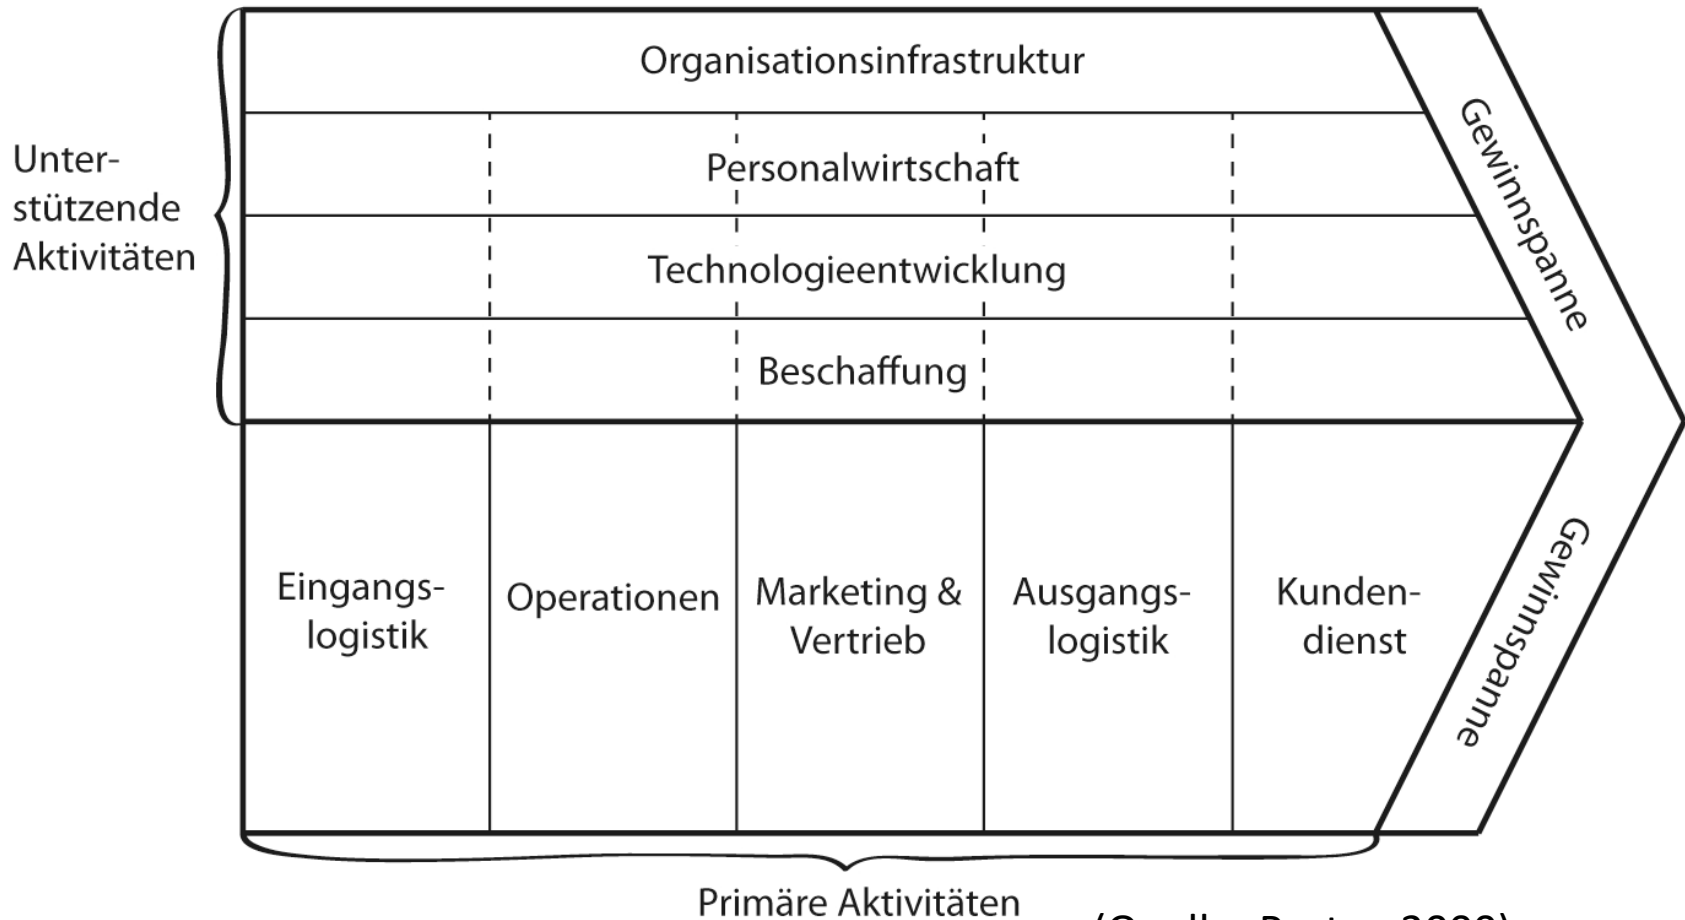 Organisationsinfrastruktur
Unter-
stützende
Aktivitäten
Personalwirtschaft
Technologieentwicklung
Beschaffung
Gewinnspanne
Eingangs-
logistik
Operationen
Marketing &
Vertrieb
Ausgangs-
logistik
Kunden-
dienst
Gewinnspanne
Primäre Aktivitäten